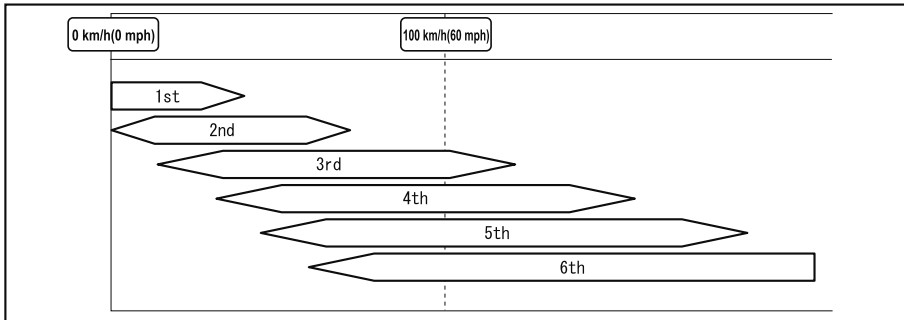 0 km/h(0 mph)
100 km/h(60 mph)
1st
2nd
3rd
4th
5th
6th